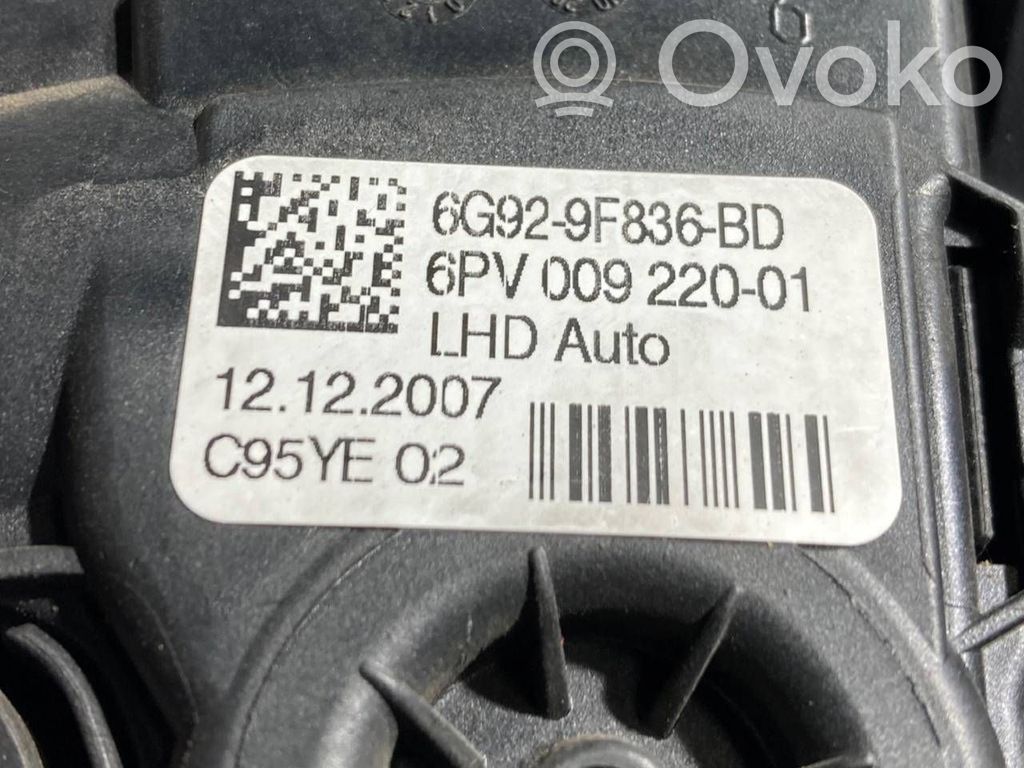 Ovoko
6G92-9F836-BD
6PV 009 220-01
LHD Auto
12.12.2007
C95YE 02